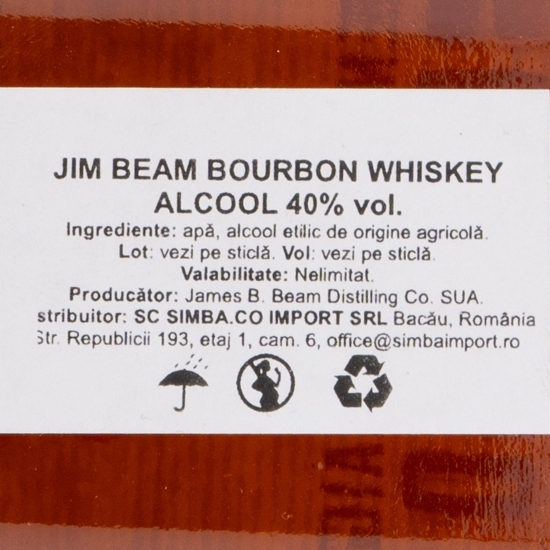 JIM BEAM BOURBON WHISKEY
ALCOOL 40% vol.
Ingrediente: apă, alcool etilic de origine agricolă.
Lot: vezi pe sticlă. Vol: vezi pe sticlă.
Valabilitate: Nelimitat.
Producător: James B. Beam Distilling Co. SUA.
stribuitor: SC SIMBA.CO IMPORT SRL Bacău, România
Str. Republicii 193, etaj 1, cam. 6, office@simbaimport.ro